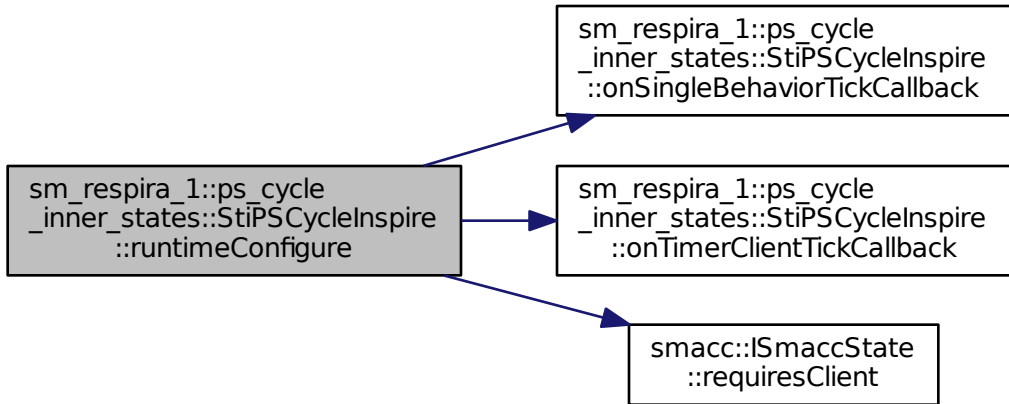 sm_respira_1::ps_cycle
_inner_states::StiPSCycleInspire
::runtimeConfigure
sm_respira_1::ps_cycle
_inner_states::StiPSCycleInspire
::onSingleBehaviorTickCallback
sm_respira_1::ps_cycle
_inner_states::StiPSCycleInspire
::onTimerClientTickCallback
smacc::ISmaccState
::requiresClient